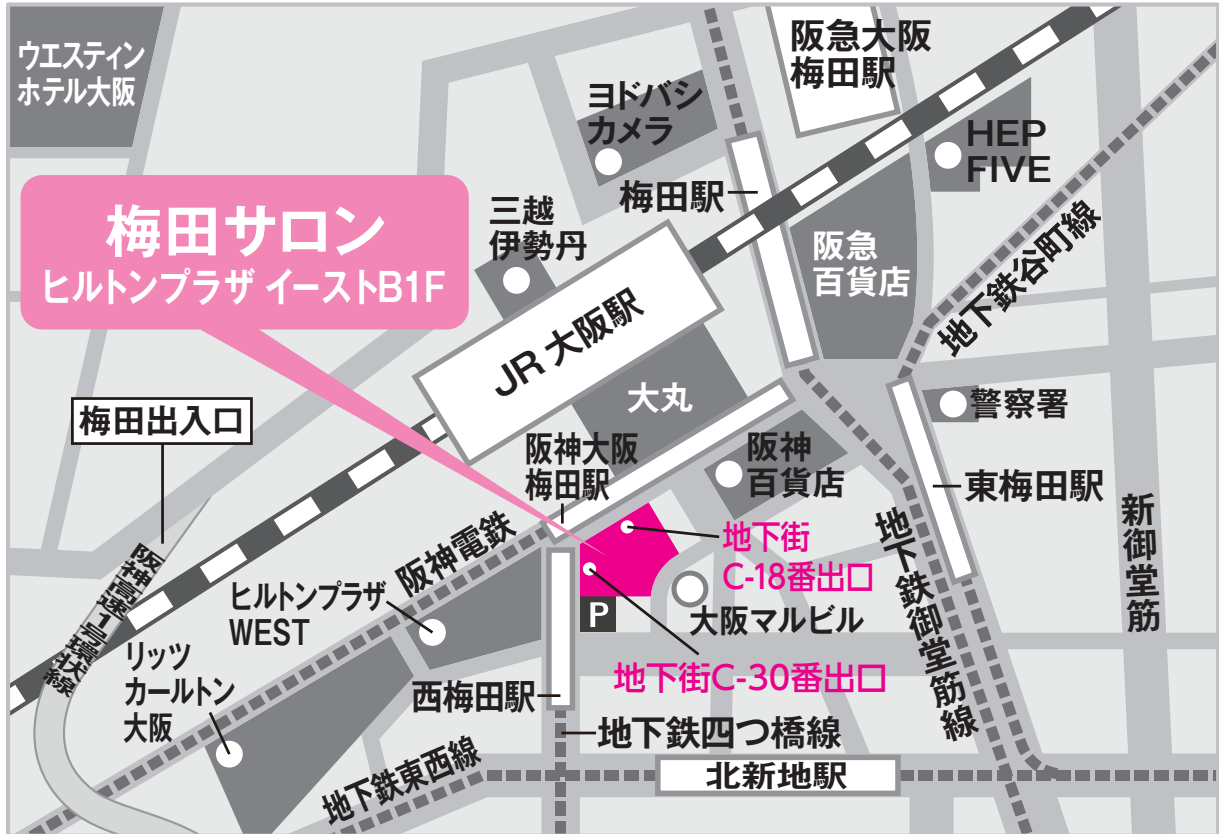 ウエスティン
ホテル大阪
阪急大阪
梅田駅
ヨドバシ
カメラ
HEP
FIVE
梅田駅
梅田サロン
ヒルトンプラザ イーストB1F
三越
伊勢丹
阪急
百貨店
地下鉄谷町線
JR 大阪駅
大丸
警察署
梅田出入口
阪神大阪
梅田駅
阪神
百貨店
東梅田駅
新御堂筋
地下街
C-18番出口
地下鉄御堂筋線
阪神電鉄
阪神高速1号環状線
ヒルトンプラザ
WEST
P
大阪マルビル
リッツ
カールトン
大阪
西梅田駅
地下街C-30番出口
地下鉄四つ橋線
地下鉄東西線
北新地駅